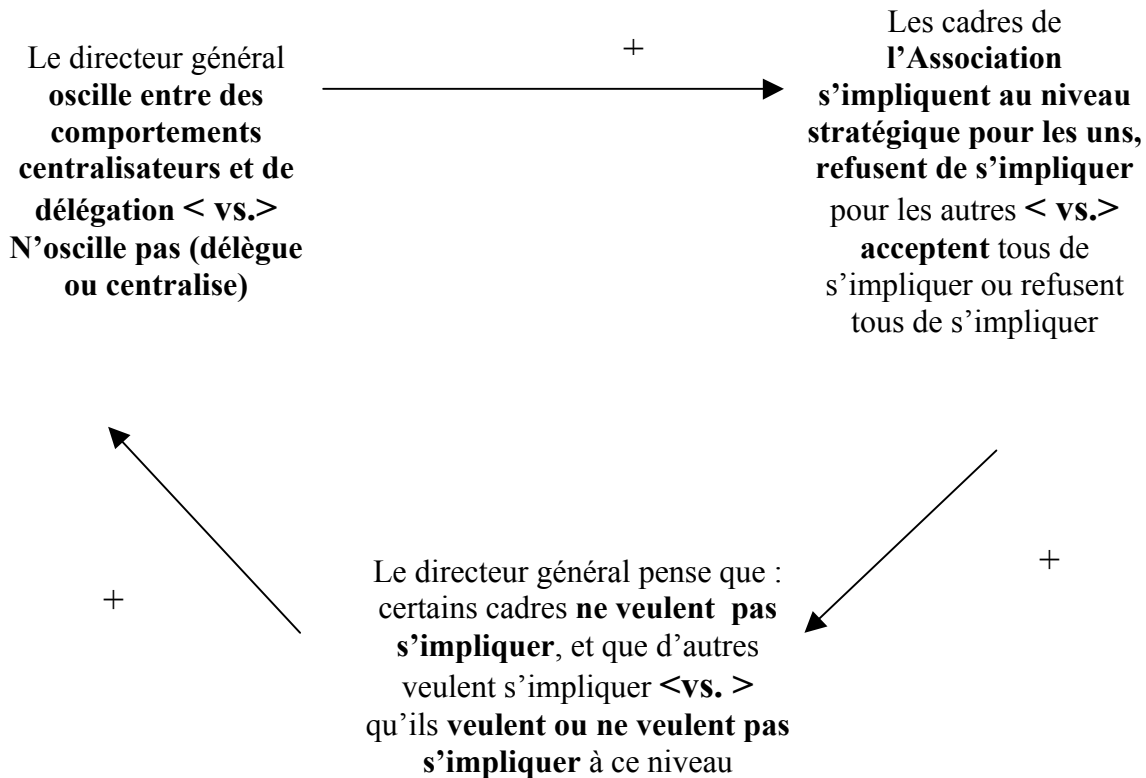 Le directeur général
oscille entre des
comportements
centralisateurs et de
délégation < vs.>
N’oscille pas (délègue
ou centralise)
+
Les cadres de
l’Association
s’impliquent au niveau
stratégique pour les uns,
refusent de s’impliquer
pour les autres < vs.>
acceptent tous de
s’impliquer ou refusent
tous de s’impliquer
+
Le directeur général pense que :
certains cadres ne veulent pas
s’impliquer, et que d’autres
veulent s’impliquer <vs. >
qu’ils veulent ou ne veulent pas
s’impliquer à ce niveau
+